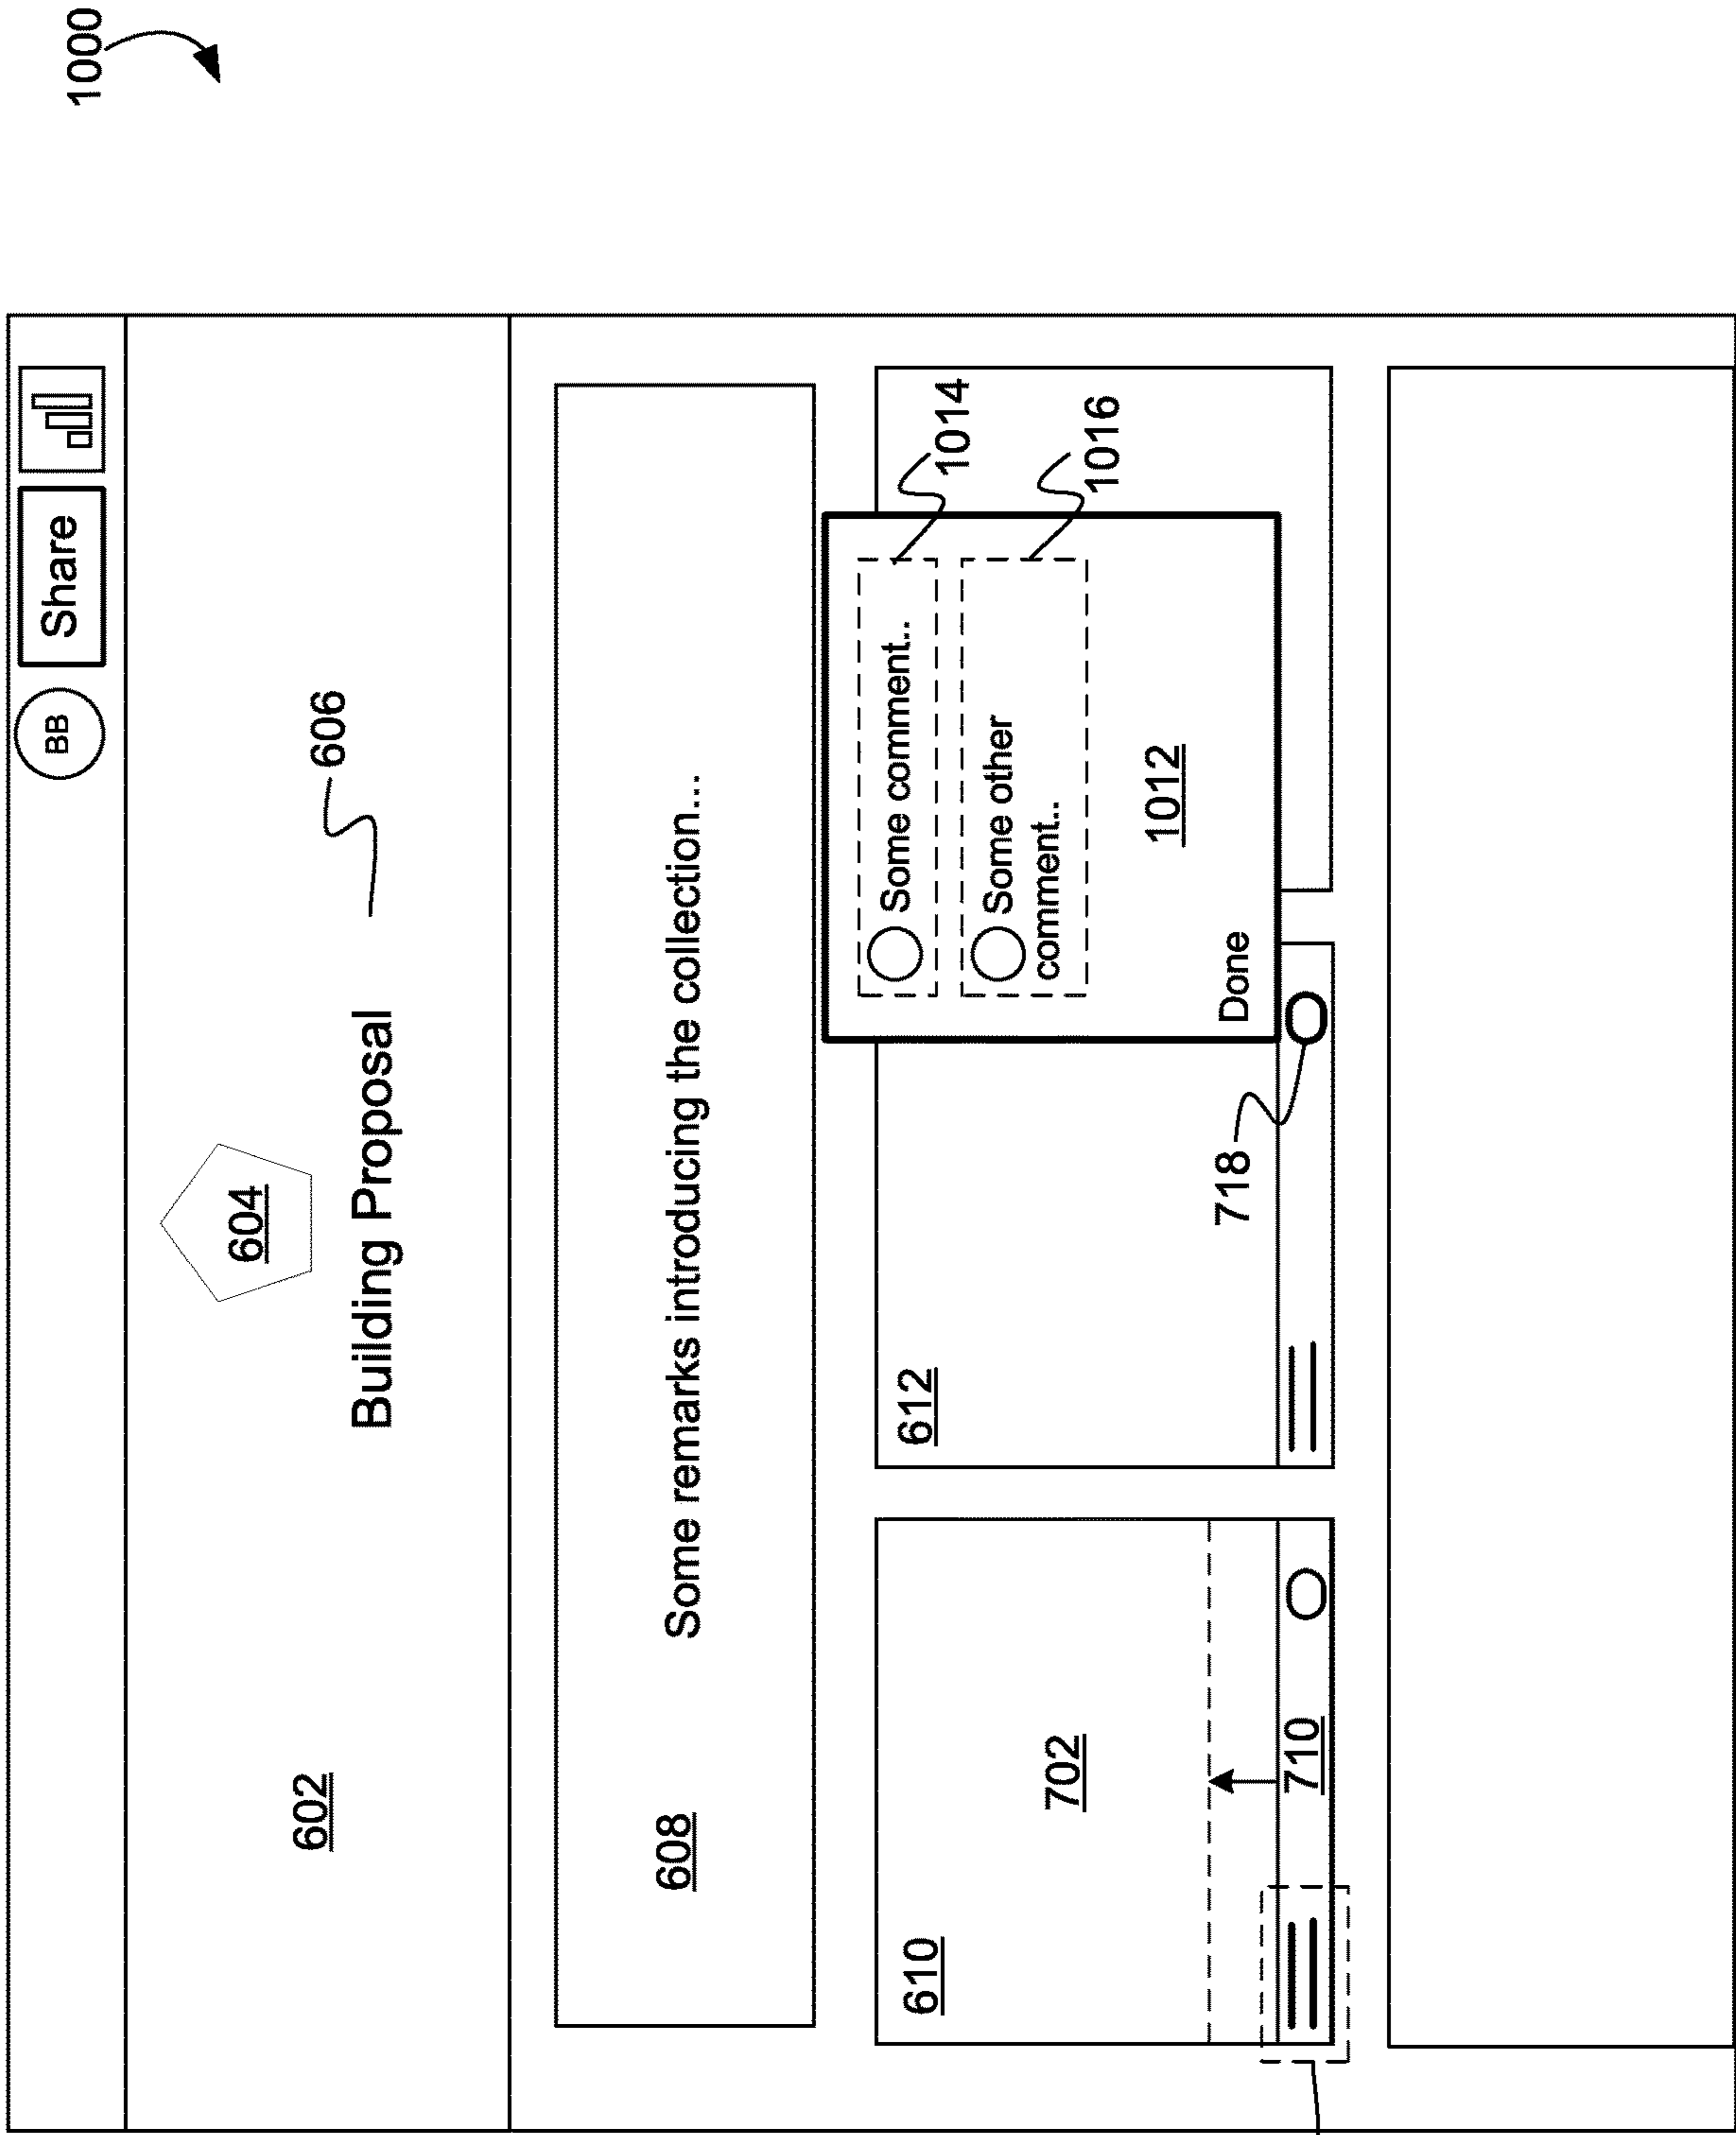 1000
BB
Share
602
604
606
Building Proposal
608
Some remarks introducing the collection...
610
702
710
612
718
Some comment..
Some other
comment..
1012
Done
1014
1016